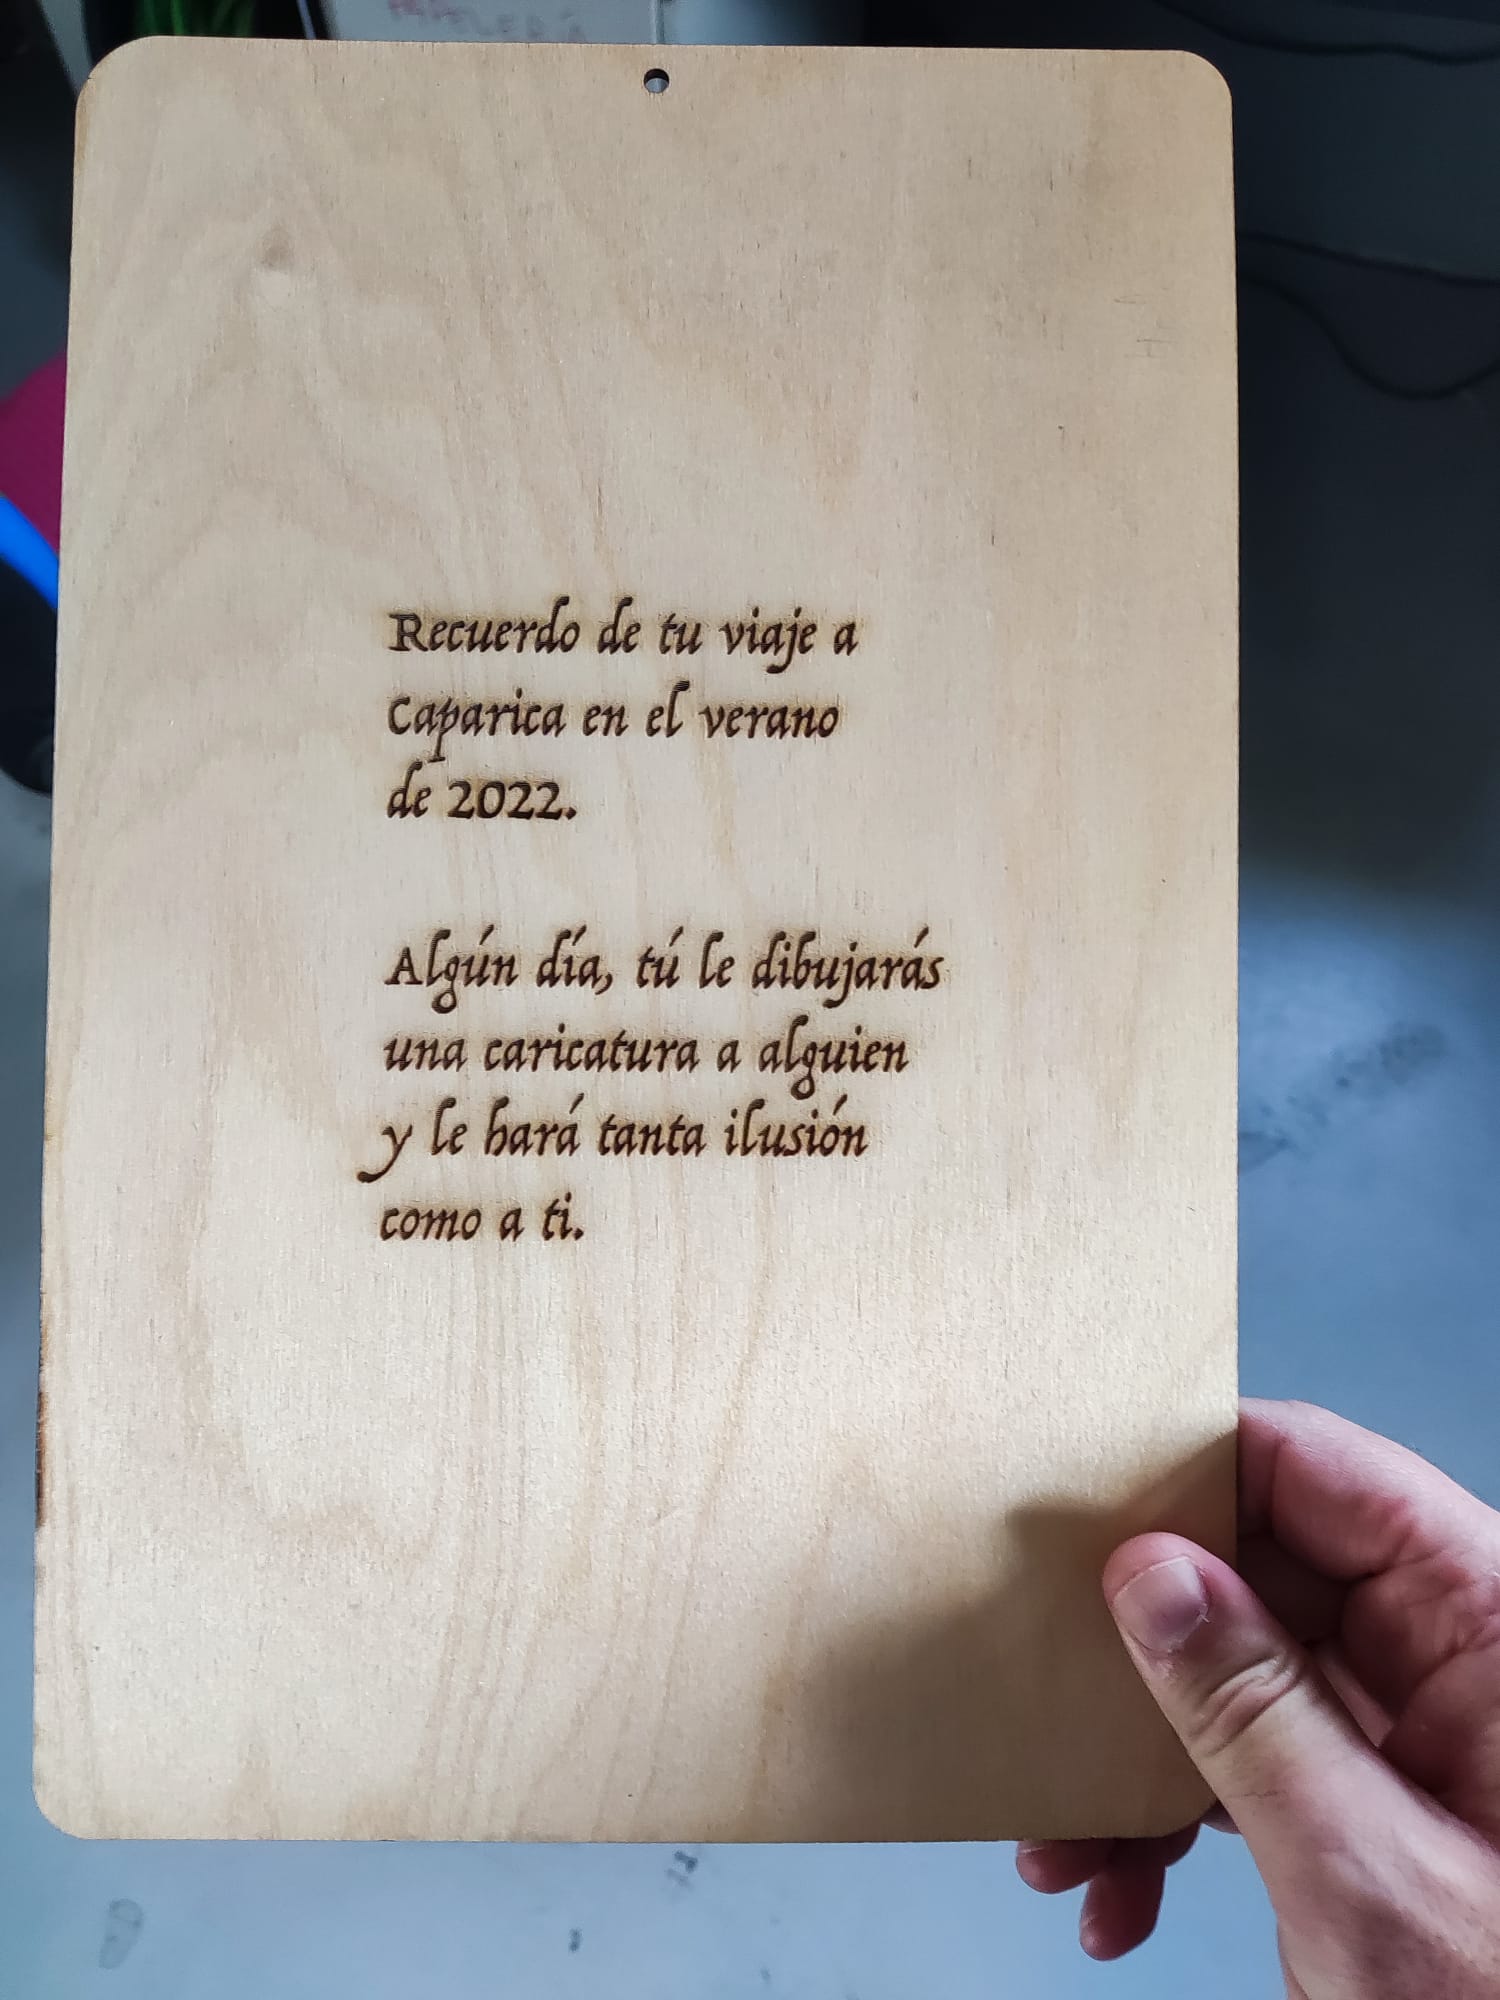 Recuerdo de tu viaje a
Caparica en el verano
de 2022.
Algún día, tú le dibujarás
una caricatura a alguien
y le hará tanta ilusión
como a ti.